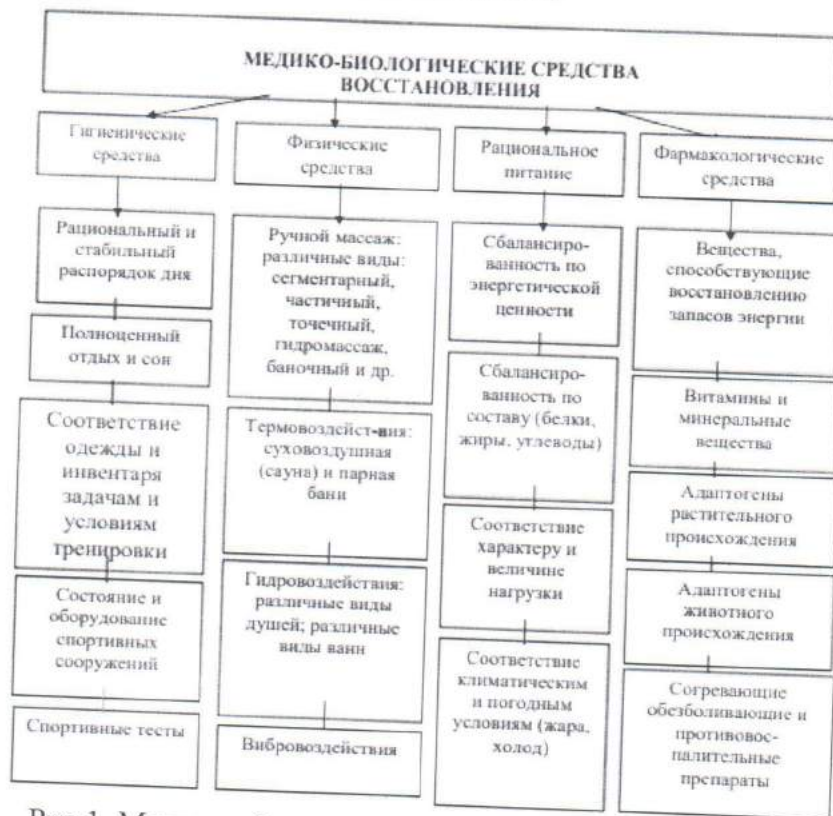 МЕДИКО-БИОЛОГИЧЕСКИЕ СРЕДСТВА
ВОССТАНОВЛЕНИЯ
Гигиенические
средства
Рациональный и
стабильный
распорядок дня
Полноценный
отдых и сон
Соответствие
одежды и
инвентаря
задачам и
условиям
тренировки
Состояние и
оборудование
спортивных
сооружений
Спортивные тесты
Физические
средства
Ручной массаж:
различные виды:
сегментарный,
частичный,
точечный,
гидромассаж,
баночный и др.
Термовоздейст-вия:
суховоздушная
(сауна) и парная
бани
Гидровоздействия:
различные виды
душей; различные
виды ванн
Вибровоздействия
Рациональное
питание
Сбалансиро-
ванность по
энергетической
ценности
Сбалансиро-
ванность по
составу (белки,
жиры, углеводы)
Соответствие
характеру и
величине
нагрузки
Соответствие
климатическим
и погодным
условиям (жара,
холод)
Фармакологические
средства
Вещества,
способствующие
восстановлению
запасов энергии
Витамины и
минеральные
вещества
Адаптогены
растительного
происхождения
Адаптогены
животного
происхождения
Согревающие
обезболивающие и
противовос-
палительные
препараты